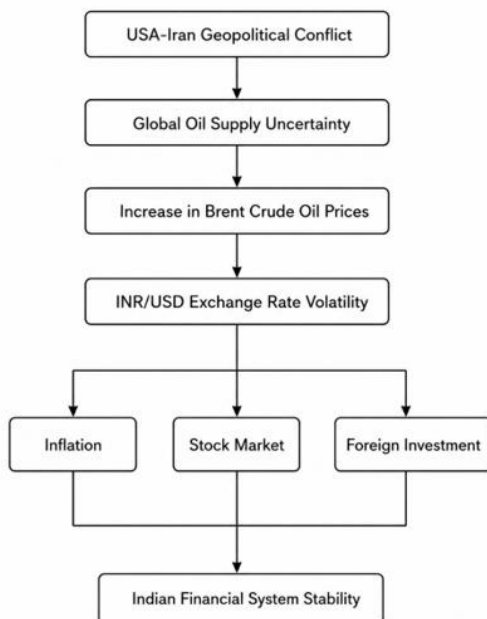 USA-Iran Geopolitical Conflict
Global Oil Supply Uncertainty
Increase in Brent Crude Oil Prices
INR/USD Exchange Rate Volatility
Inflation
Stock Market
Foreign Investment
Indian Financial System Stability